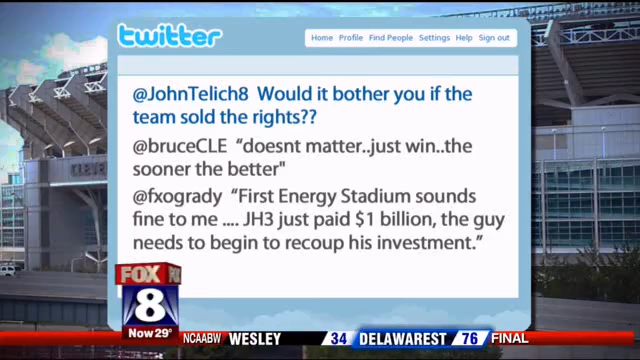 twitter
Home Profile Find People Settings Help Sign out
@JohnTelich8 Would it bother you if the
team sold the rights??
@bruceCLE "doesnt matter..just win..the
sooner the better"
@fxogrady "First Energy Stadium sounds
fine to me .... JH3 just paid $1 billion, the guy
needs to begin to recoup his investment."
CLEVE
FOX
8
Now 29°
NCAABW WESLEY 34 DELAWAREST 76 FINAL